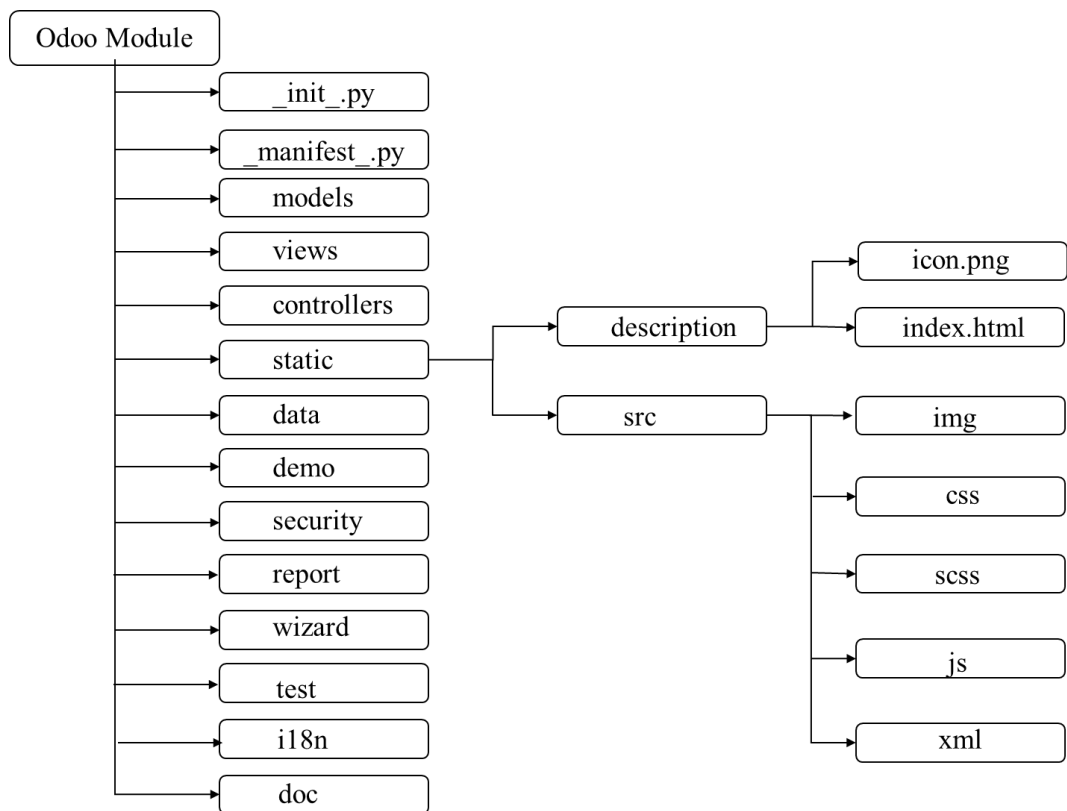 Odoo Module
_init_.py
_manifest_.py
models
views
controllers
static
data
demo
security
report
wizard
test
i18n
doc
description
src
icon.png
index.html
img
css
scss
js
xml